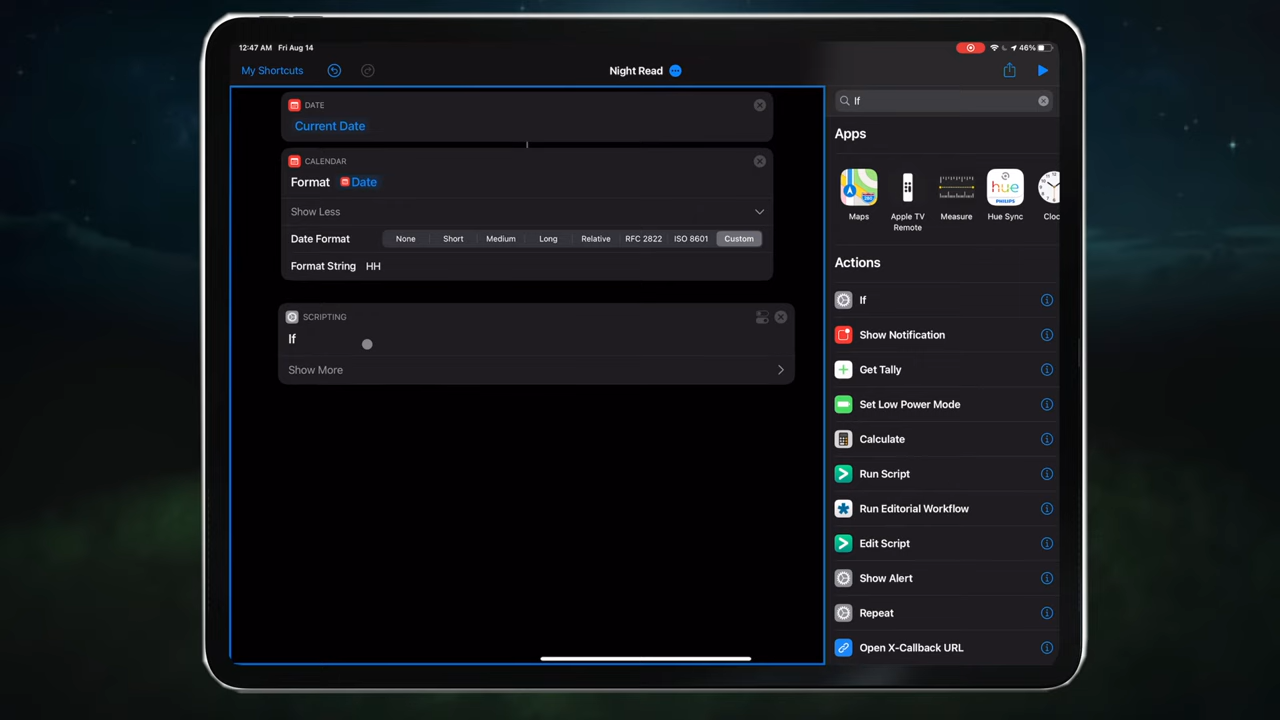 12:47 AM Fri Aug 14
46%
My Shortcuts
Night Read
If
DATE
Current Date
CALENDAR
Format Date
Show Less
Date Format None Short Medium Long Relative RFC 2822 ISO 8601 Custom
Format String HH
SCRIPTING
If
Show More
Apps
hue
PHILIPS
Maps
Apple TV
Remote
Measure
Hue Sync
Cloc
Actions
If
Show Notification
Get Tally
Set Low Power Mode
Calculate
Run Script
Run Editorial Workflow
Edit Script
Show Alert
Repeat
Open X-Callback URL